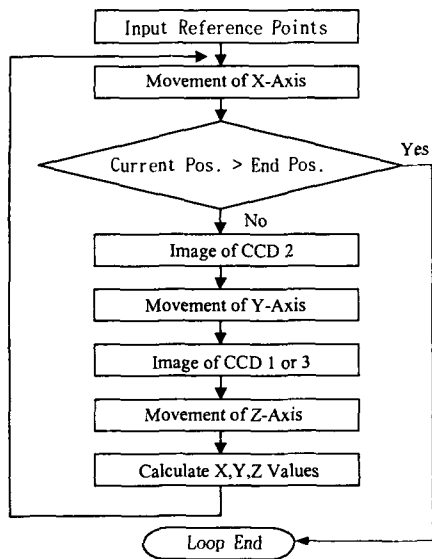 Input Reference Points
Movement of X-Axis
Current Pos. > End Pos.
Yes
No
Image of CCD 2
Movement of Y-Axis
Image of CCD 1 or 3
Movement of Z-Axis
Calculate X,Y,Z Values
Loop End